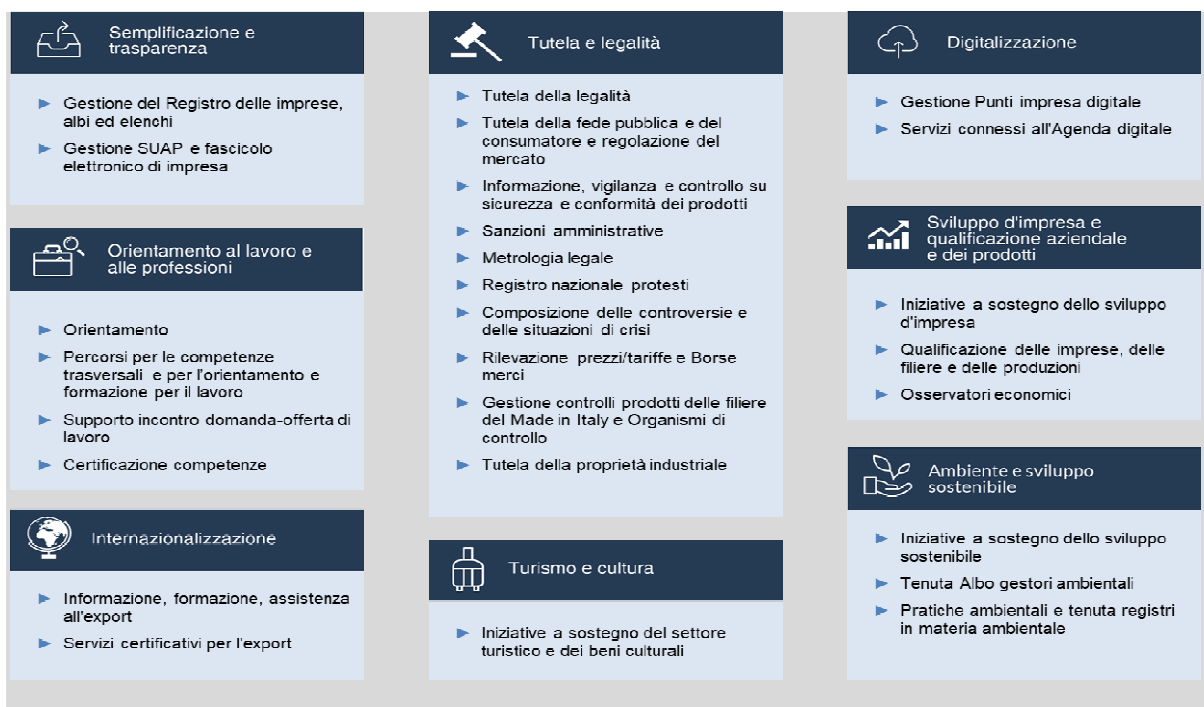 Semplificazione e
trasparenza
Gestione del Registro delle imprese,
albi ed elenchi
Gestione SUAP e fascicolo
elettronico di impresa
Orientamento al lavoro e
alle professioni
Orientamento
Percorsi per le competenze
trasversali e per l'orientamento e
formazione per il lavoro
Supporto incontro domanda-offerta di
lavoro
Certificazione competenze
Internazionalizzazione
Informazione, formazione, assistenza
all'export
Servizi certificativi per l'export
Tutela e legalità
Tutela della legalità
Tutela della fede pubblica e del
consumatore e regolazione del
mercato
Informazione, vigilanza e controllo su
sicurezza e conformità dei prodotti
Sanzioni amministrative
Metrologia legale
Registro nazionale protesti
Composizione delle controversie e
delle situazioni di crisi
Rilevazione prezzi/tariffe e Borse
merci
Gestione controlli prodotti delle filiere
del Made in Italy e Organismi di
controllo
Tutela della proprietà industriale
Turismo e cultura
Iniziative a sostegno del settore
turistico e dei beni culturali
Digitalizzazione
Gestione Punti impresa digitale
Servizi connessi all'Agenda digitale
Sviluppo d'impresa e
qualificazione aziendale
e dei prodotti
Iniziative a sostegno dello sviluppo
d'impresa
Qualificazione delle imprese, delle
filiere e delle produzioni
Osservatori economici
Ambiente e sviluppo
sostenibile
Iniziative a sostegno dello sviluppo
sostenibile
Tenuta Albo gestori ambientali
Pratiche ambientali e tenuta registri
in materia ambientale